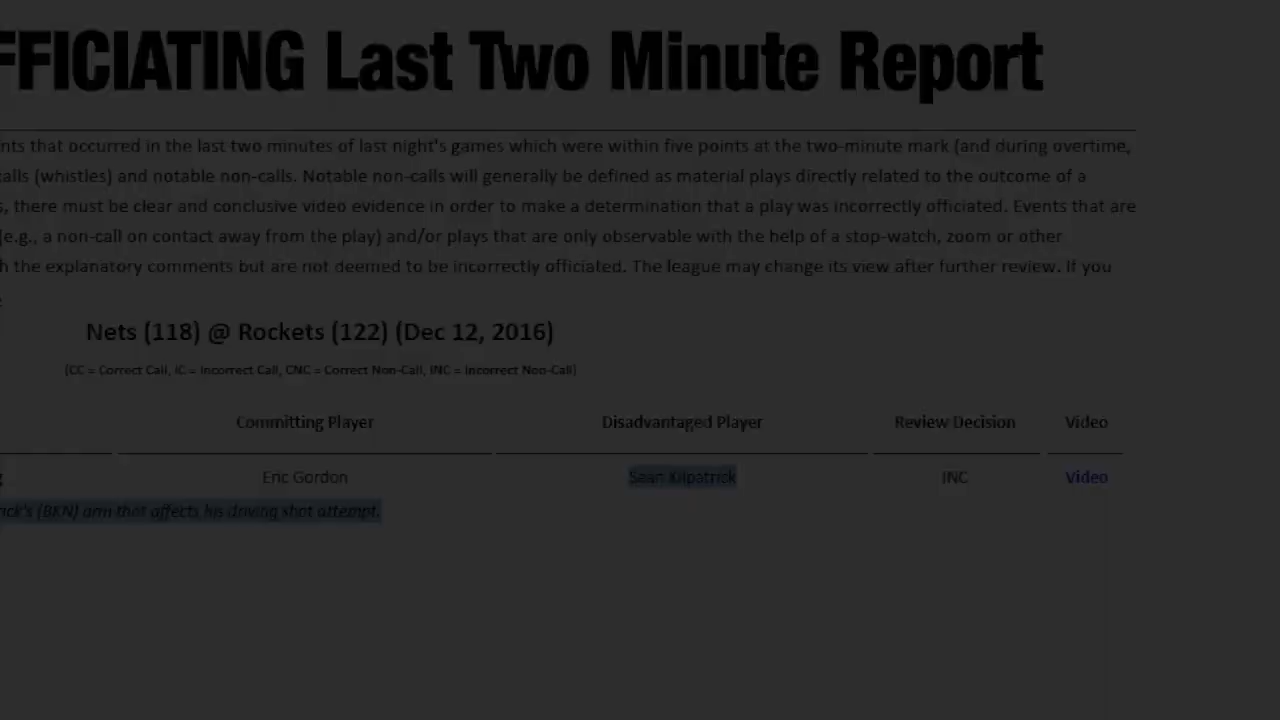 FFICIATING Last Two Minute Report
nts that occurred in the last two minutes of last night's games which were within five points at the two-minute mark (and during overtime,
calls (whistles) and notable non-calls. Notable non-calls will generally be defined as material plays directly related to the outcome of a
s, there must be clear and conclusive video evidence in order to make a determination that a play was incorrectly officiated. Events that are
(e.g., a non-call on contact away from the play) and/or plays that are only observable with the help of a stop-watch, zoom or other
h the explanatory comments but are not deemed to be incorrectly officiated. The league may change its view after further review. If you
Nets (118) @ Rockets (122) (Dec 12, 2016)
(CC = Correct Call, IC = Incorrect Call, CNC = Correct Non-Call, INC = Incorrect Non-Call)
Committing Player Disadvantaged Player Review Decision Video
g Eric Gordon Sean Kilpatrick INC Video
rick's (BKN) arm that affects his driving shot attempt.